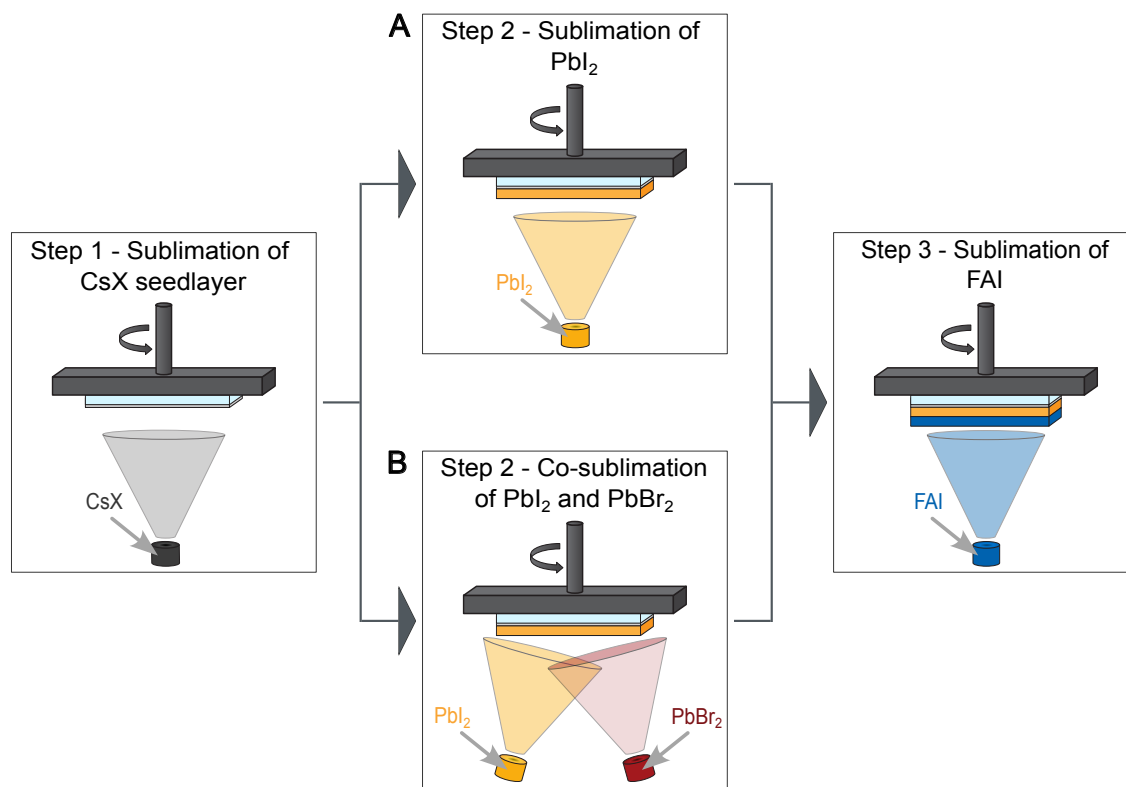 Step 1 - Sublimation of
CsX seedlayer
CsX
A
Step 2 - Sublimation of
PbI₂
PbI₂
B
Step 2 - Co-sublimation
of PbI₂ and PbBr₂
PbI₂
PbBr₂
Step 3 - Sublimation of
FAI
FAI